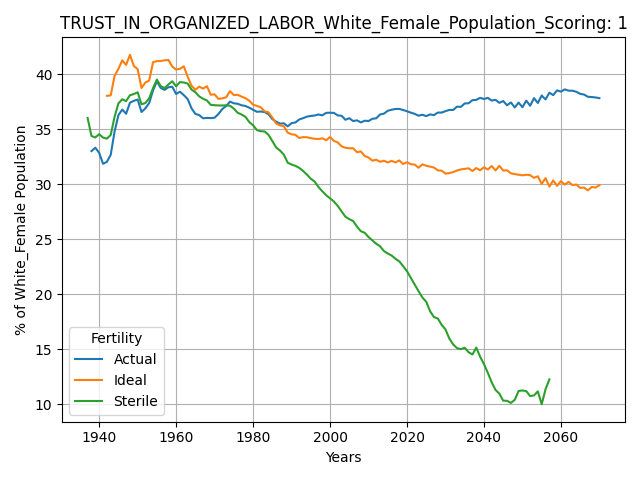 TRUST_IN_ORGANIZED_LABOR_White_Female_Population_Scoring: 1
% of White_Female Population
40
35
30
25
20
15
10
Fertility
Actual
Ideal
Sterile
1940 1960 1980 2000 2020 2040 2060
Years